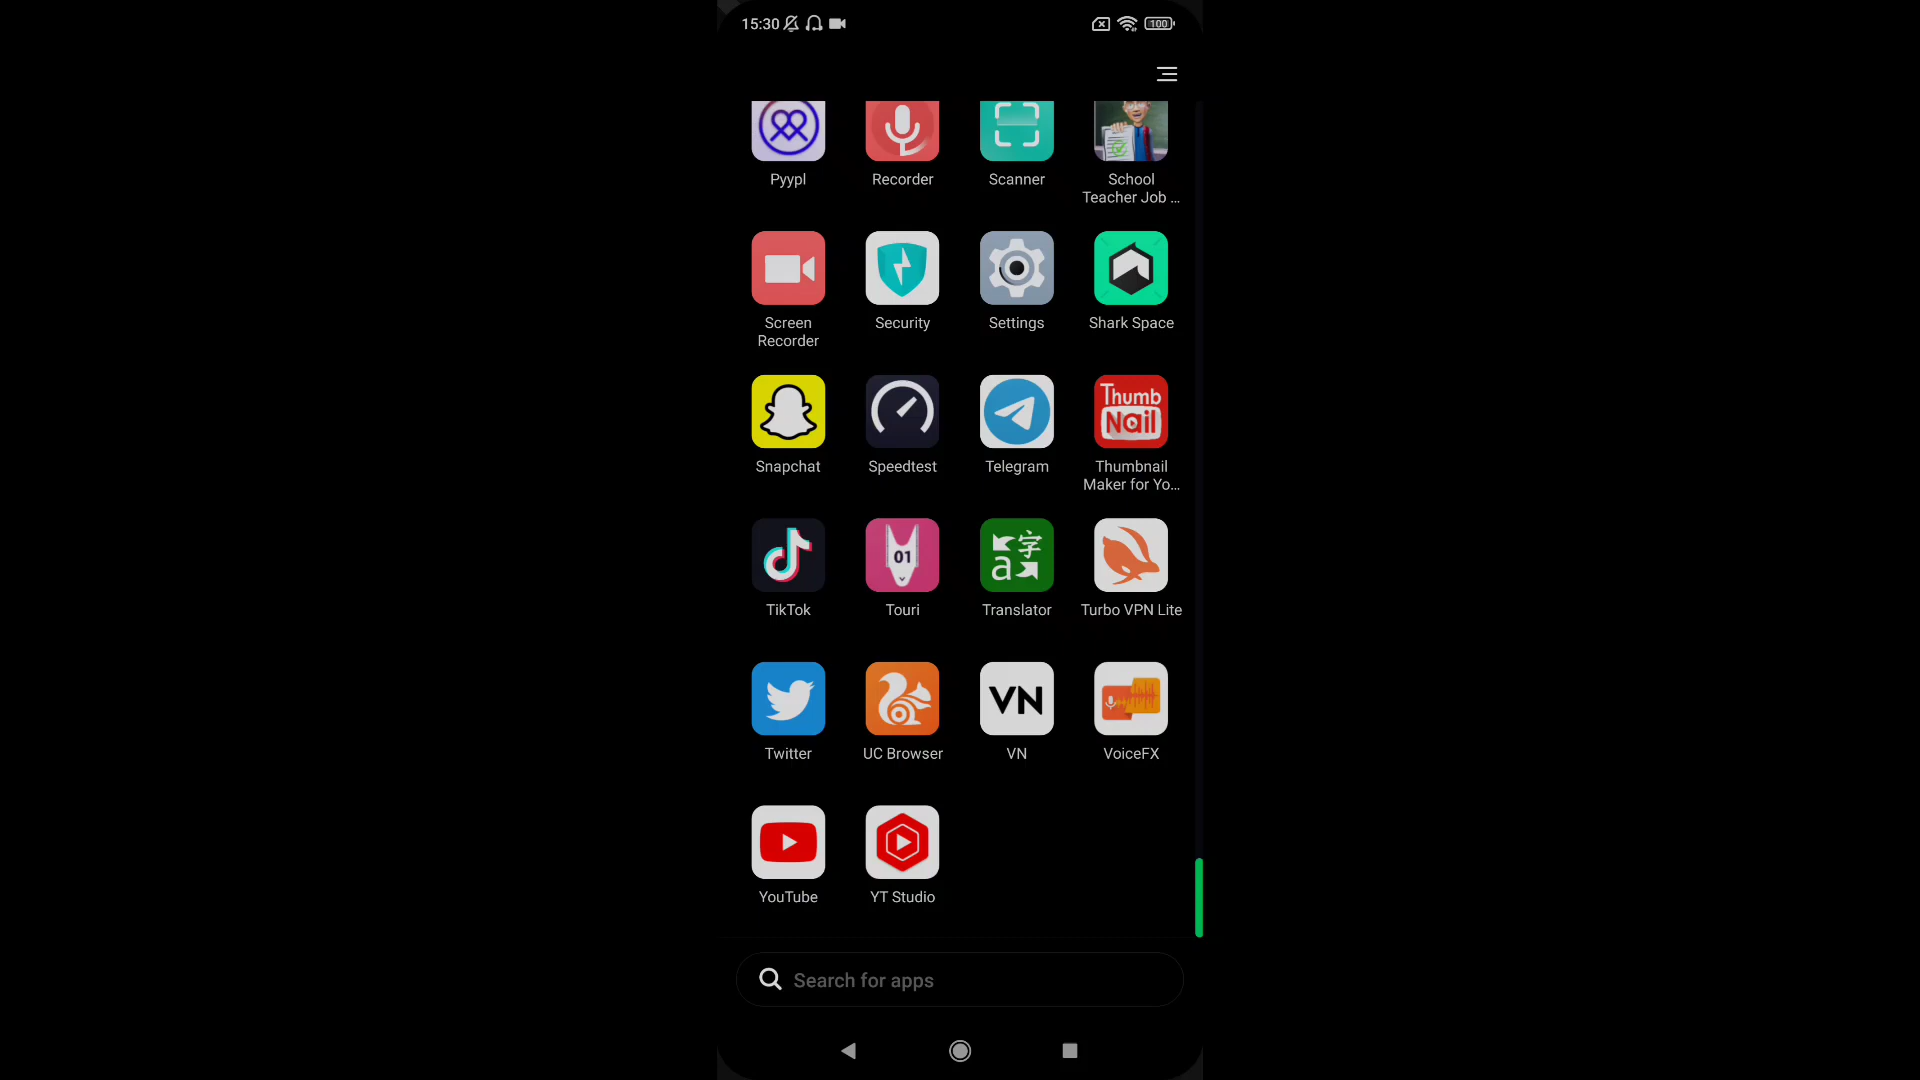 15:30
100
Pyypl
Recorder
Scanner
School
Teacher Job ...
Screen
Recorder
Security
Settings
Shark Space
Thumb
Nail
Snapchat
Speedtest
Telegram
Thumbnail
Maker for Yo...
01
字
a
TikTok
Touri
Translator
Turbo VPN Lite
VN
Twitter
UC Browser
VN
VoiceFX
YouTube
YT Studio
Search for apps